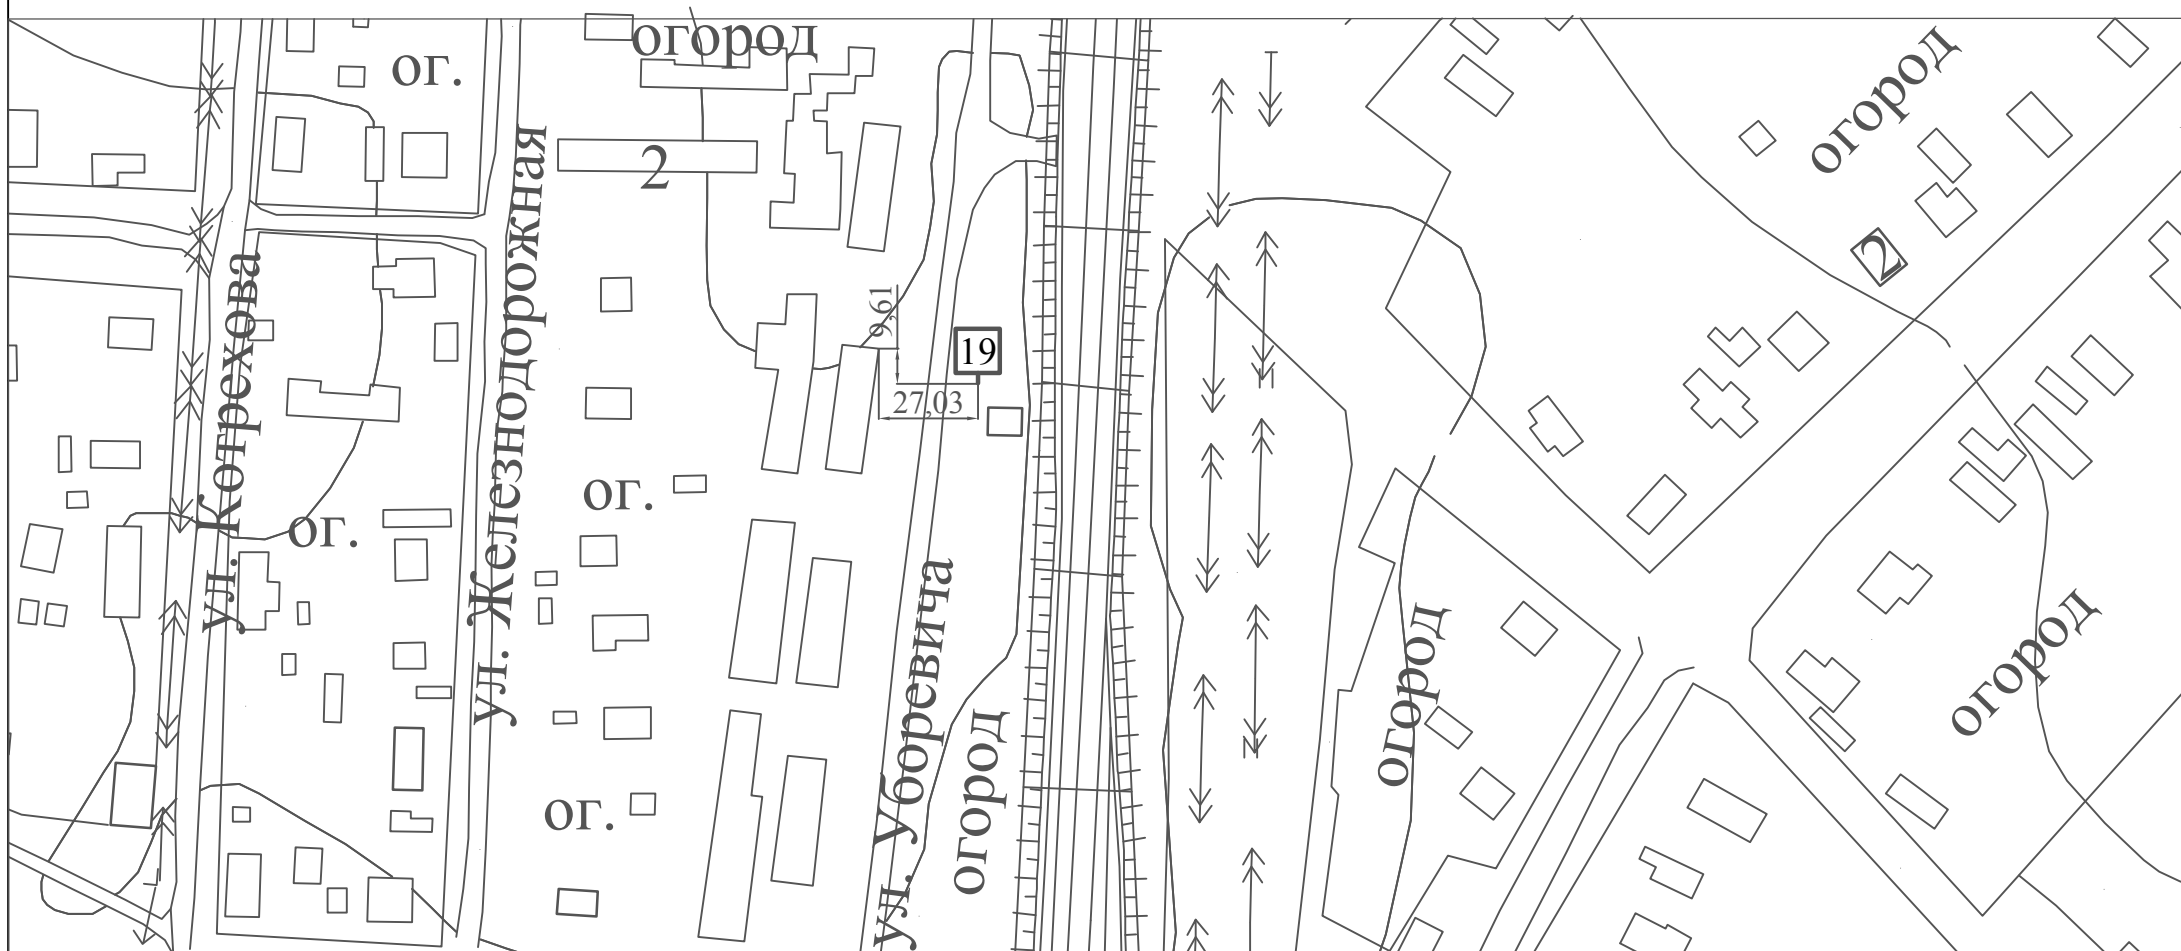 огород
ог.
огород
ул. Железнодорожная
2
огород
2
ул. Котрехова
9,61
19
27,03
ог.
ог.
ул. Уборевича
огород
огород
огород
ог.